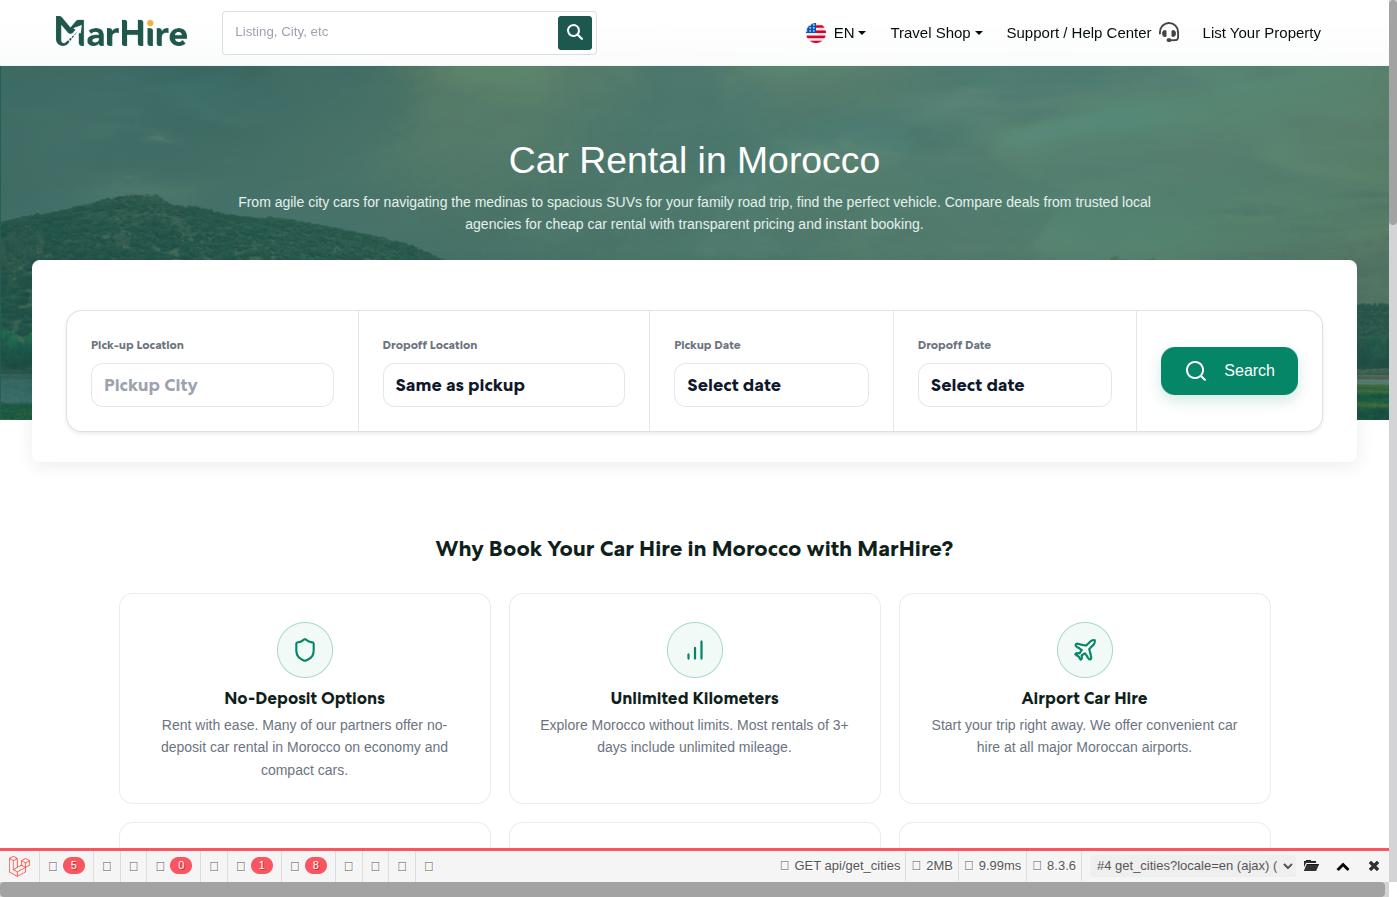 MarHire
Listing, City, etc
EN
Travel Shop
Support / Help Center
List Your Property
Car Rental in Morocco
From agile city cars for navigating the medinas to spacious SUVs for your family road trip, find the perfect vehicle. Compare deals from trusted local
agencies for cheap car rental with transparent pricing and instant booking.
Pick-up Location
Dropoff Location
Pickup Date
Dropoff Date
Pickup City
Same as pickup
Select date
Select date
Search
Why Book Your Car Hire in Morocco with MarHire?
No-Deposit Options
Rent with ease. Many of our partners offer no-
deposit car rental in Morocco on economy and
compact cars.
Unlimited Kilometers
Explore Morocco without limits. Most rentals of 3+
days include unlimited mileage.
Airport Car Hire
Start your trip right away. We offer convenient car
hire at all major Moroccan airports.
5
0
1
8
GET api/get_cities
2MB
9.99ms
8.3.6
#4 get_cities?locale=en (ajax) (